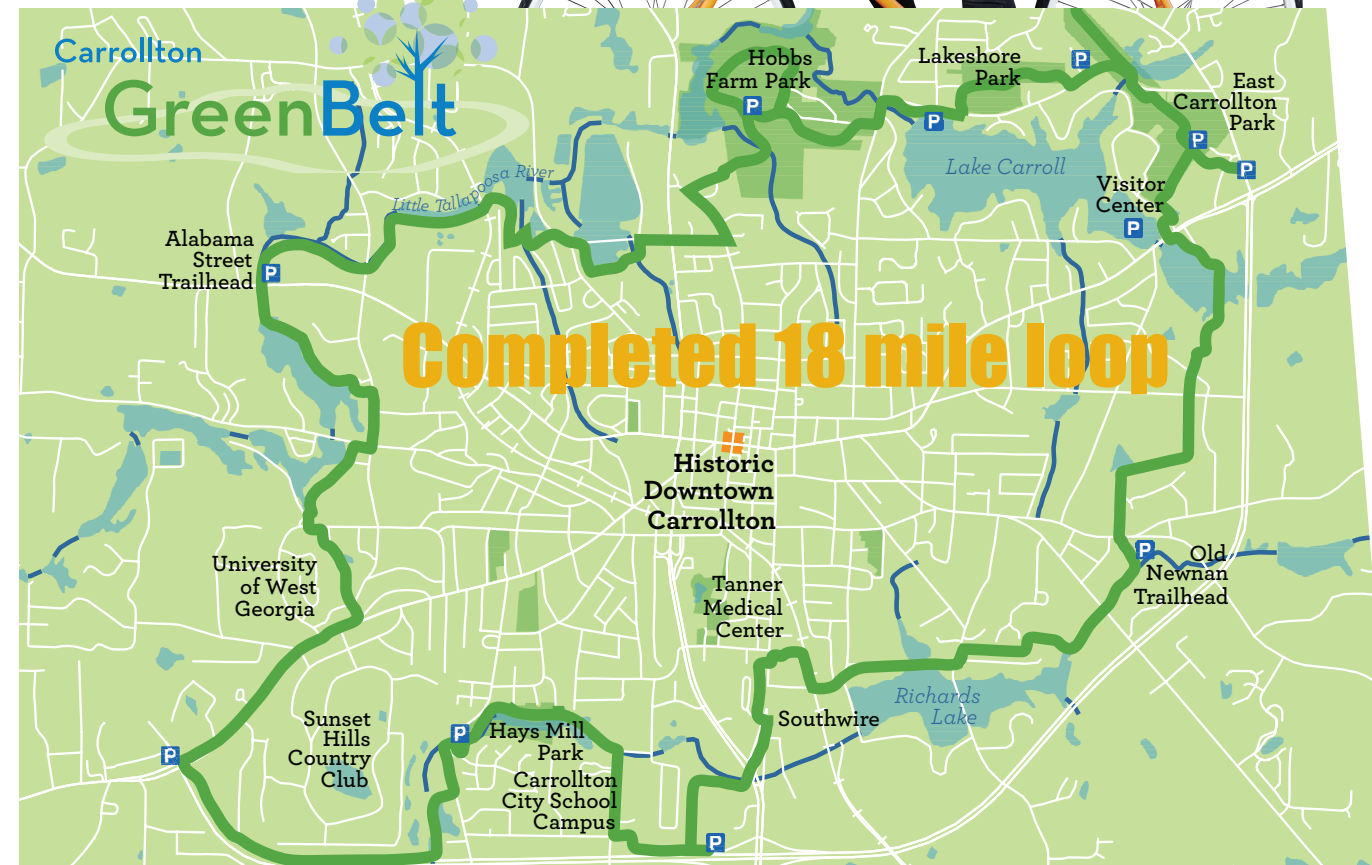 Carrollton
GreenBelt
Hobbs
Farm Park
P
Lakeshore
Park
P
P
East
Carrollton
Park
P
P
Lake Carroll
Visitor
Center
P
Little Tallapoosa River
Alabama
Street
Trailhead
P
Completed 18 mile loop
Historic
Downtown
Carrollton
University
of West
Georgia
Tanner
Medical
Center
P
Old
Newnan
Trailhead
Richards
Lake
Southwire
Sunset
Hills
Country
Club
P
P
Hays Mill
Park
Carrollton
City School
Campus
P